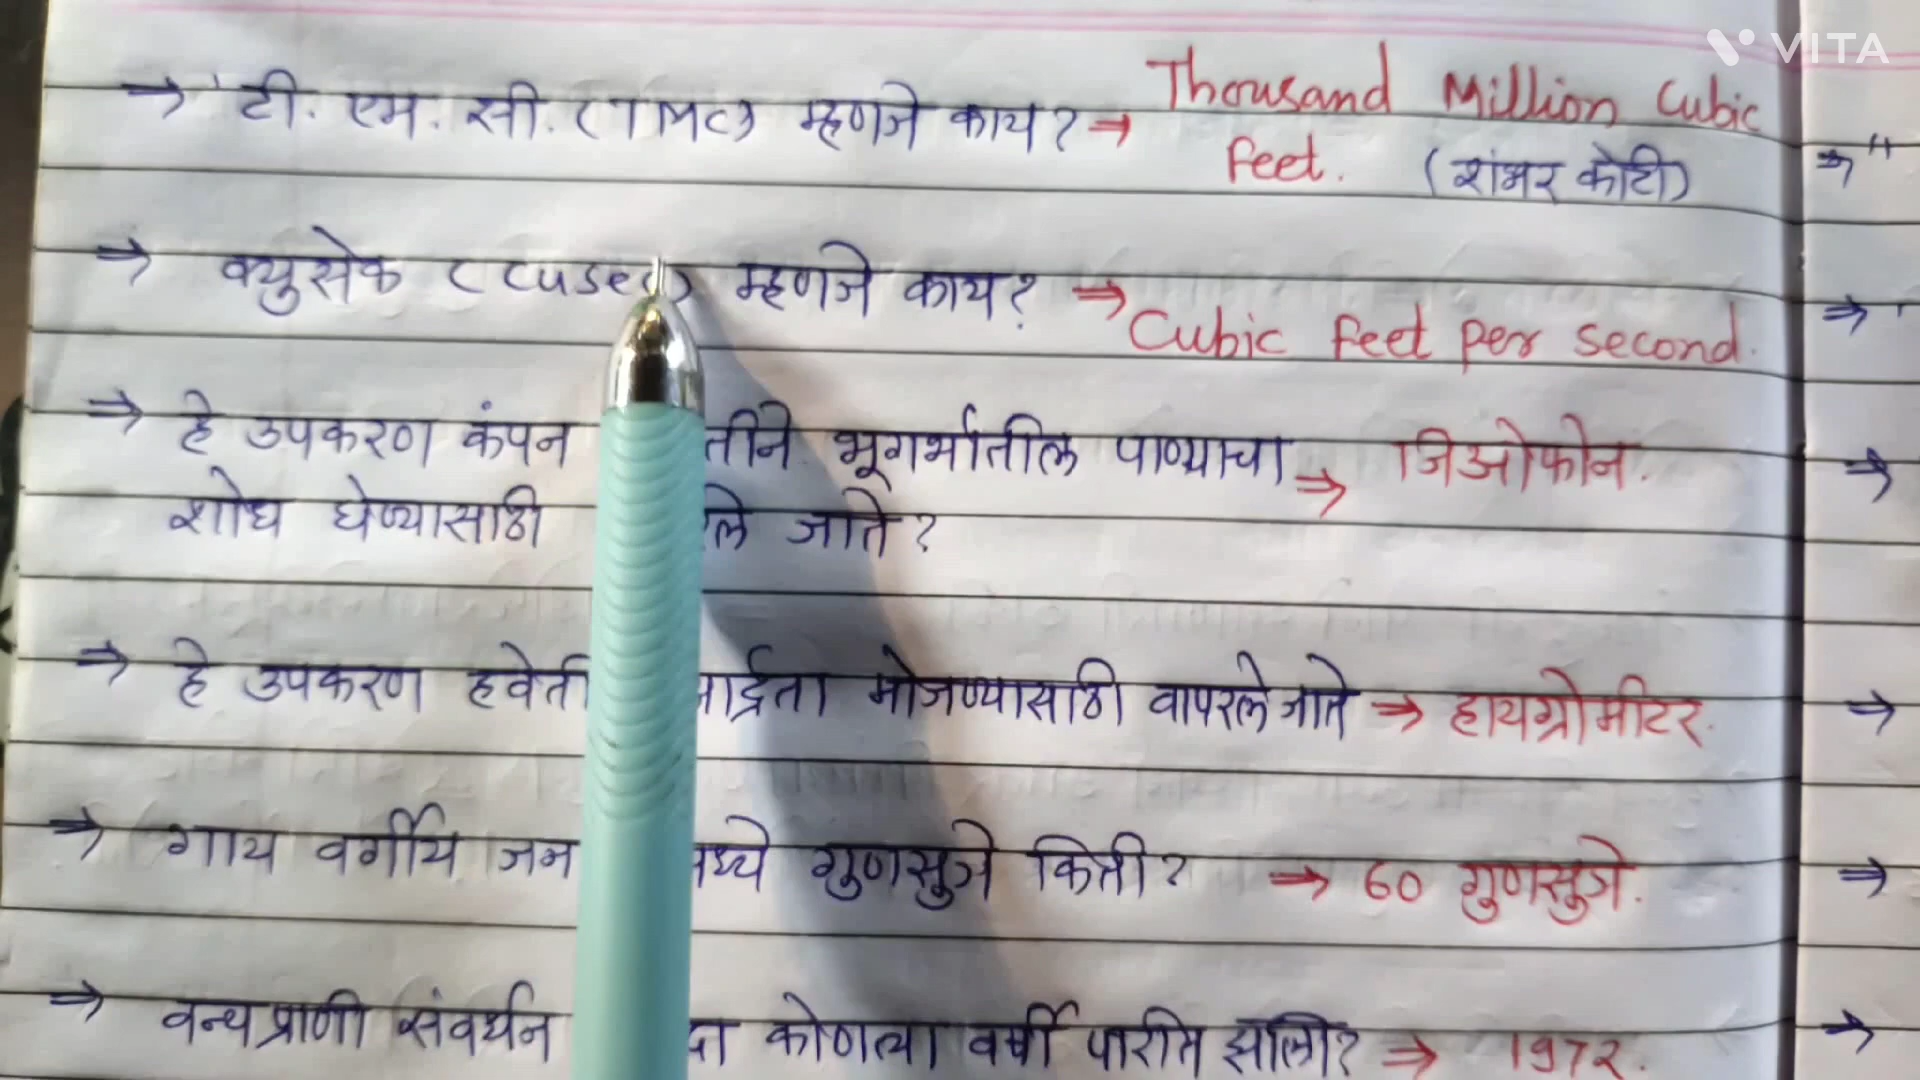 VITA
⇒ टी. एम. सी. (TMC) म्हणजे काय? → Thousand Million Cubic
Feet. (शंभर कोटी)
⇒ क्युसेक (Cusec) म्हणजे काय? ⇒
Cubic Feet Per Second.
⇒ हे उपकरण कंपन तीने भूगर्भातील पाण्याचा ⇒ जिओफोन.
शोध घेण्यासाठी ले जाते?
⇒ हे उपकरण हवेती आर्द्रता मोजण्यासाठी वापरले जाते ⇒ हायग्रोमीटर.
⇒ गाय वर्गीय जन मध्ये गुणसुत्रे किती? ⇒ 60 गुणसुत्रे.
⇒ वन्यप्राणी संवर्धन दा कोणत्या वर्षी पारीत झाला? ⇒ 1972.